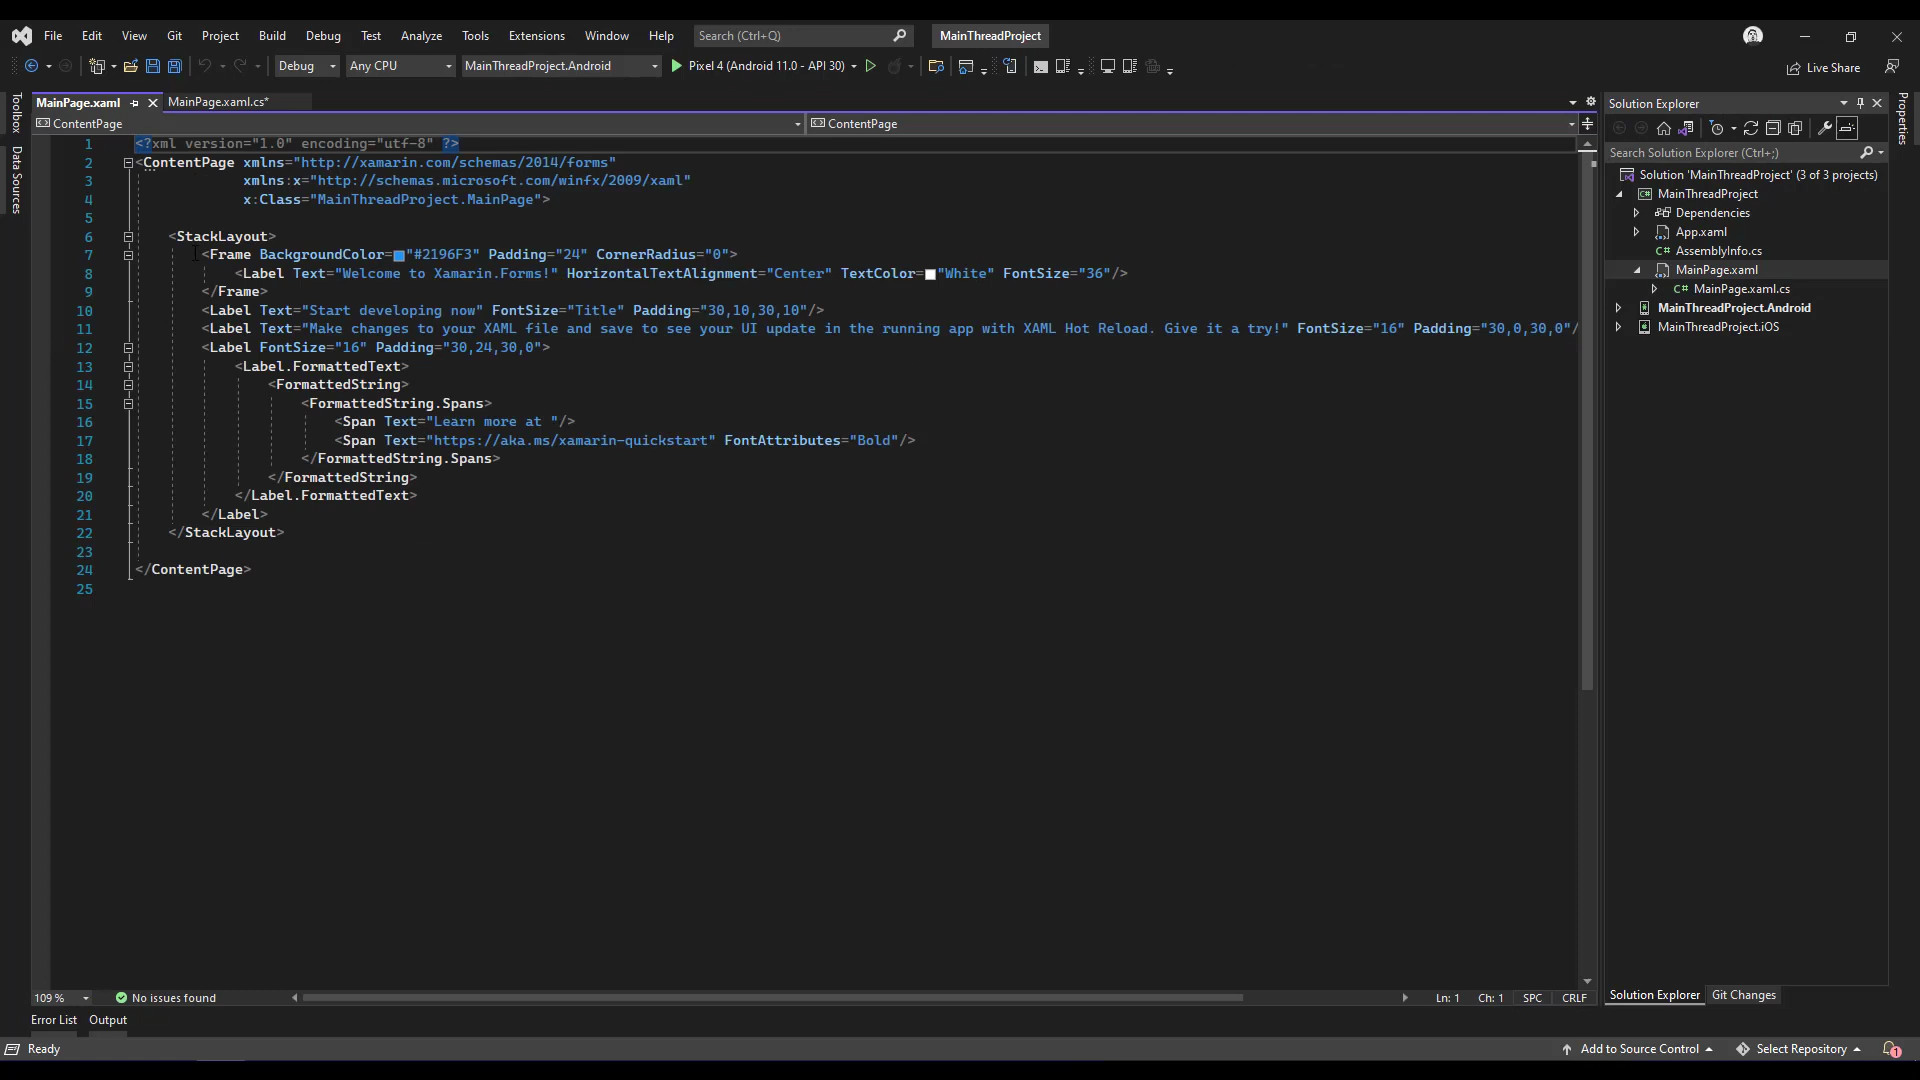 File Edit View Git Project Build Debug Test Analyze Tools Extensions Window Help Search (Ctrl+Q) MainThreadProject
Debug Any CPU MainThreadProject.Android Pixel 4 (Android 11.0 - API 30) Live Share
Toolbox
Data Sources
MainPage.xaml MainPage.xaml.cs*
ContentPage ContentPage
1 <?xml version="1.0" encoding="utf-8" ?>
2 <ContentPage xmlns="http://xamarin.com/schemas/2014/forms"
3 xmlns:x="http://schemas.microsoft.com/winfx/2009/xaml"
4 x:Class="MainThreadProject.MainPage">
5
6 <StackLayout>
7 <Frame BackgroundColor="#2196F3" Padding="24" CornerRadius="0">
8 <Label Text="Welcome to Xamarin.Forms!" HorizontalTextAlignment="Center" TextColor="White" FontSize="36"/>
9 </Frame>
10 <Label Text="Start developing now" FontSize="Title" Padding="30,10,30,10"/>
11 <Label Text="Make changes to your XAML file and save to see your UI update in the running app with XAML Hot Reload. Give it a try!" FontSize="16" Padding="30,0,30,0"/
12 <Label FontSize="16" Padding="30,24,30,0">
13 <Label.FormattedText>
14 <FormattedString>
15 <FormattedString.Spans>
16 <Span Text="Learn more at "/>
17 <Span Text="https://aka.ms/xamarin-quickstart" FontAttributes="Bold"/>
18 </FormattedString.Spans>
19 </FormattedString>
20 </Label.FormattedText>
21 </Label>
22 </StackLayout>
23
24 </ContentPage>
25
109 % No issues found Ln: 1 Ch: 1 SPC CRLF
Error List Output
Ready Add to Source Control Select Repository 1
Solution Explorer
Search Solution Explorer (Ctrl+;)
Solution 'MainThreadProject' (3 of 3 projects)
MainThreadProject
Dependencies
App.xaml
C# AssemblyInfo.cs
MainPage.xaml
C# MainPage.xaml.cs
MainThreadProject.Android
MainThreadProject.iOS
Solution Explorer Git Changes
Properties